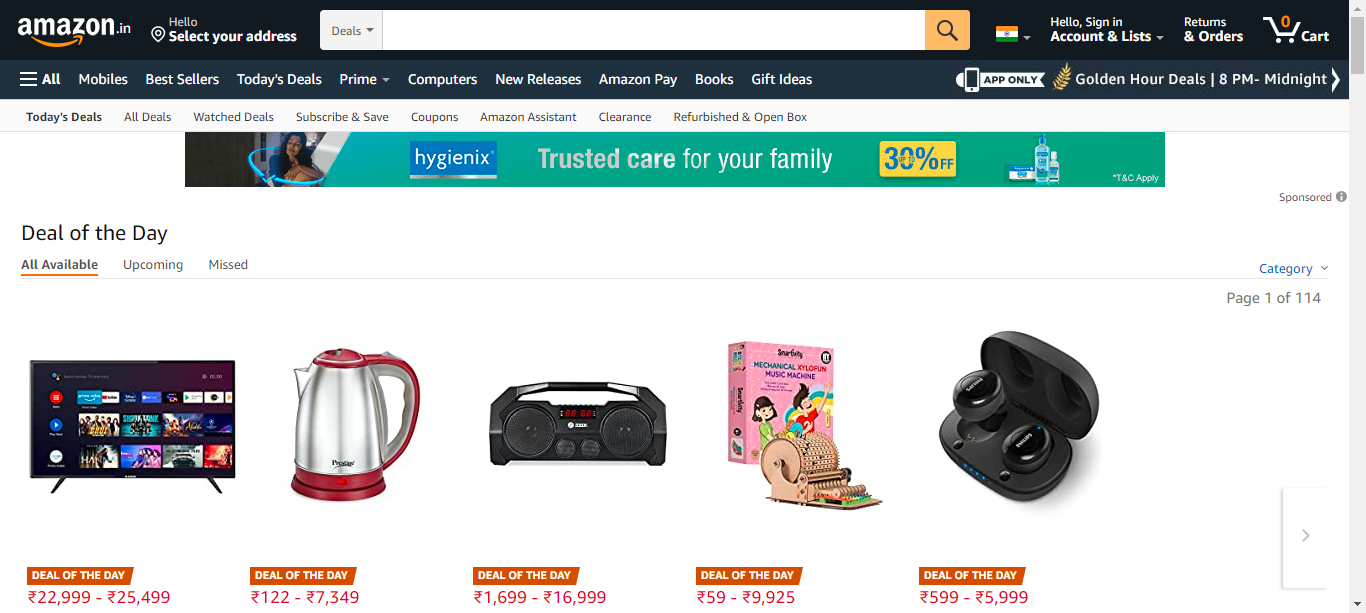 amazon.in
Hello
Select your address
Deals
Hello, Sign in
Account & Lists
Returns
& Orders
0
Cart
All
Mobiles
Best Sellers
Today's Deals
Prime
Computers
New Releases
Amazon Pay
Books
Gift Ideas
APP ONLY
Golden Hour Deals | 8 PM- Midnight
Today's Deals
All Deals
Watched Deals
Subscribe & Save
Coupons
Amazon Assistant
Clearance
Refurbished & Open Box
hygienix
Trusted care for your family
UP TO
30% OFF
*T&C Apply
Sponsored
Deal of the Day
All Available
Upcoming
Missed
Category
Page 1 of 114
prime video
Prestige
ZOOOK
Smartivity
MECHANICAL XYLOFUN
MUSIC MACHINE
Smartivity
PHILIPS
PHILIPS
DEAL OF THE DAY
₹22,999 - ₹25,499
DEAL OF THE DAY
₹122 - ₹7,349
DEAL OF THE DAY
₹1,699 - ₹16,999
DEAL OF THE DAY
₹59 - ₹9,925
DEAL OF THE DAY
₹599 - ₹5,999